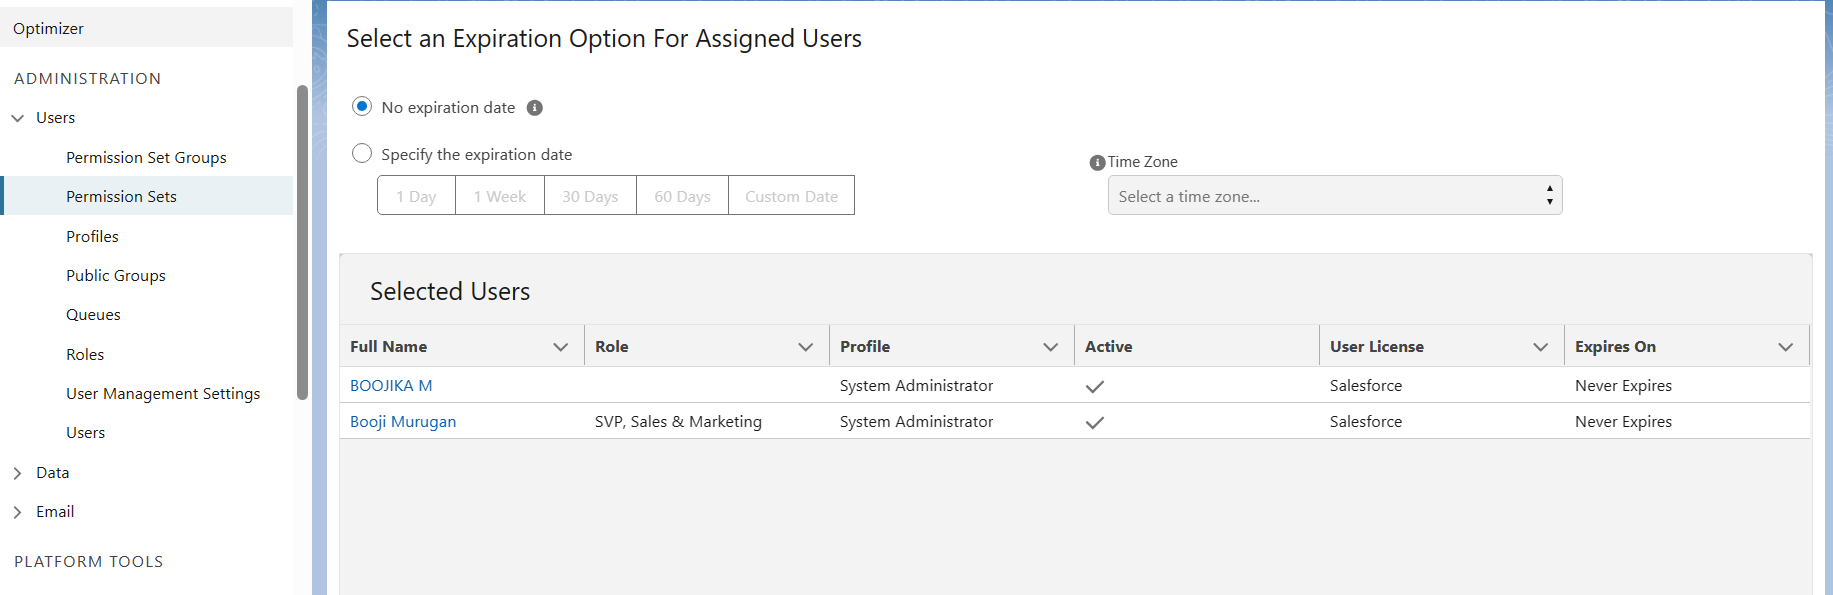 Optimizer
ADMINISTRATION
Users
Permission Set Groups
Permission Sets
Profiles
Public Groups
Queues
Roles
User Management Settings
Users
Data
Email
PLATFORM TOOLS
Select an Expiration Option For Assigned Users
No expiration date
Specify the expiration date
1 Day 1 Week 30 Days 60 Days Custom Date
Time Zone
Select a time zone...
Selected Users
Full Name Role Profile Active User License Expires On
BOOJIKA M System Administrator Salesforce Never Expires
Booji Murugan SVP, Sales & Marketing System Administrator Salesforce Never Expires